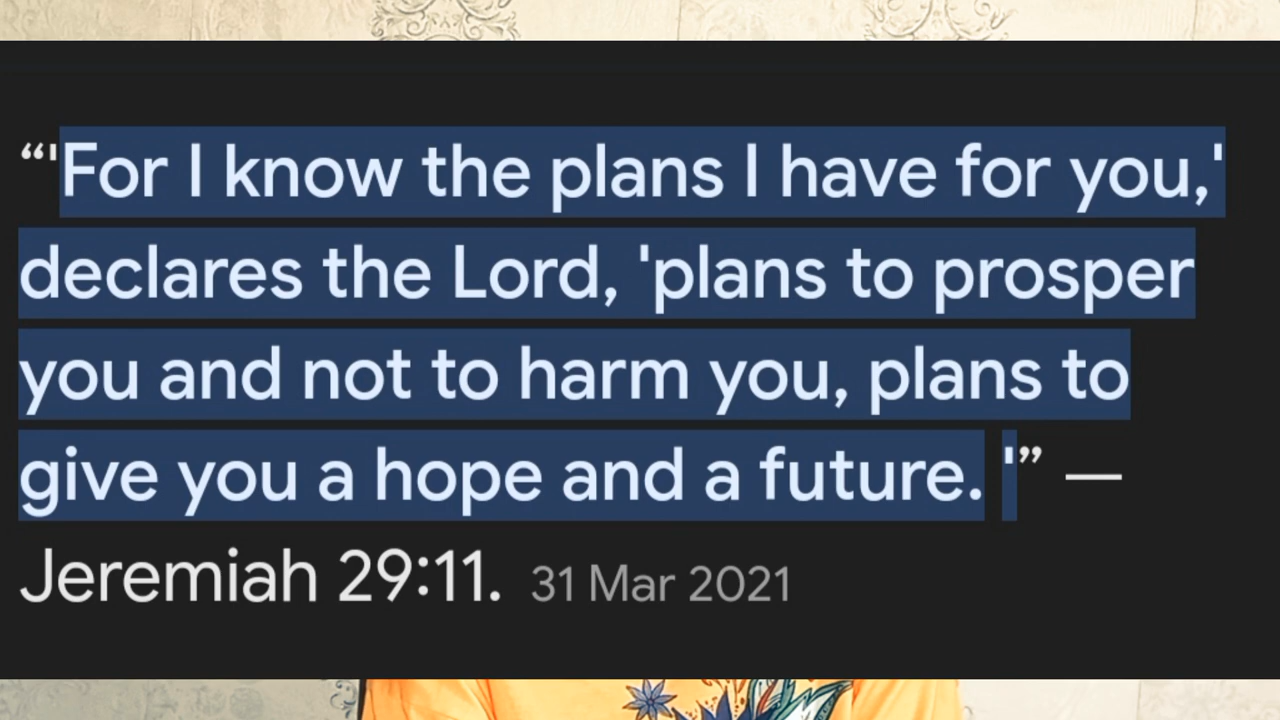 “'For I know the plans I have for you,'
declares the Lord, 'plans to prosper
you and not to harm you, plans to
give you a hope and a future. '” —
Jeremiah 29:11. 31 Mar 2021